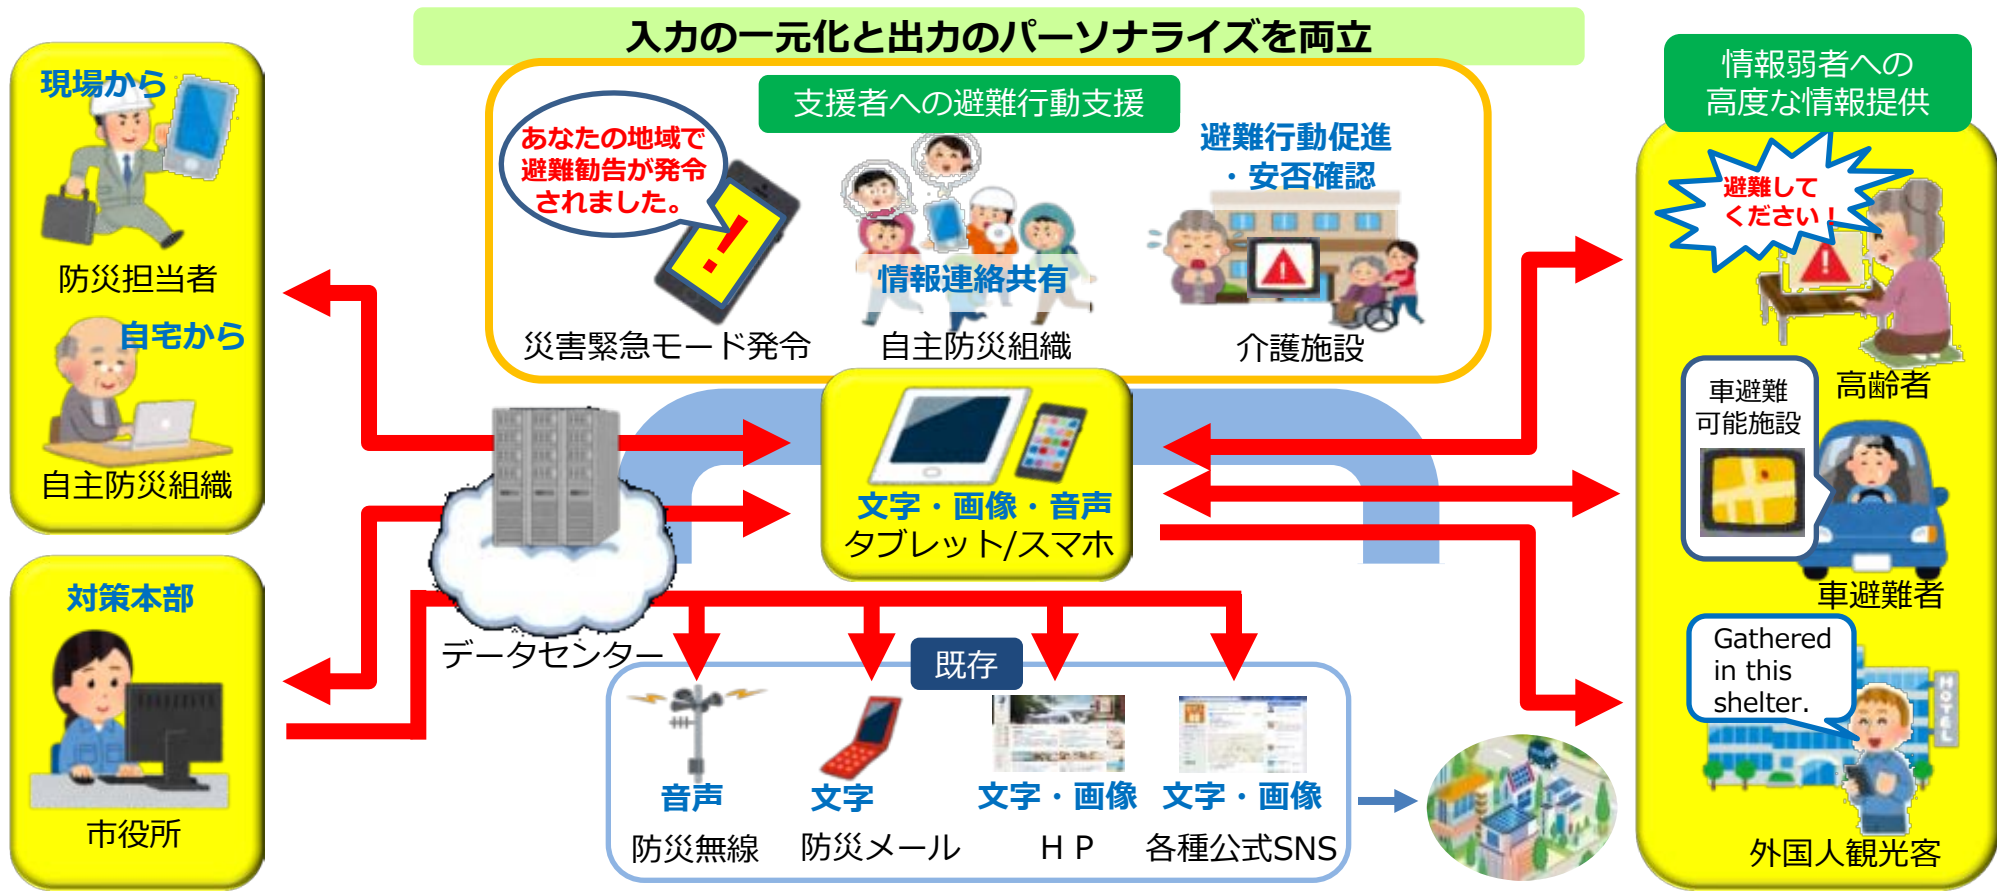 入力の一元化と出力のパーソナライズを両立
現場から
防災担当者
自宅から
自主防災組織
対策本部
市役所
支援者への避難行動支援
あなたの地域で
避難勧告が発令
されました。
!
災害緊急モード発令
情報連絡共有
自主防災組織
避難行動促進
・安否確認
介護施設
データセンター
文字・画像・音声
タブレット/スマホ
既存
音声
防災無線
文字
防災メール
文字・画像
ＨＰ
文字・画像
各種公式SNS
情報弱者への
高度な情報提供
避難して
ください!
高齢者
車避難
可能施設
車避難者
Gathered
in this
shelter.
HOTEL
外国人観光客